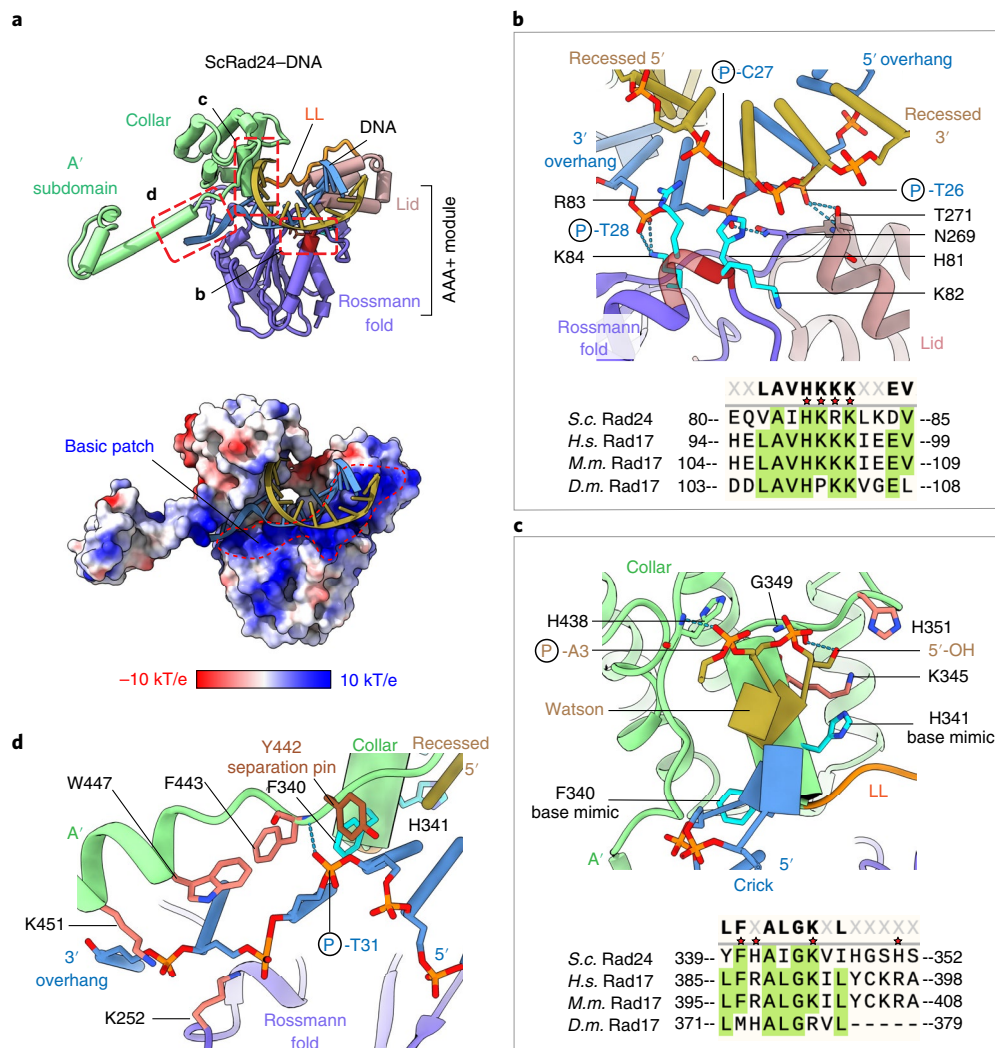 a
ScRad24–DNA
Collar
c
LL
DNA
A′
subdomain
d
Lid
AAA+ module
b
Rossmann
fold
Basic patch
–10 kT/e
10 kT/e
b
Recessed 5′
P-C27
5′ overhang
Recessed
3′
3′
overhang
R83
P-T26
P-T28
T271
N269
K84
H81
K82
Rossmann
fold
Lid
XXLAVHKKKXXEV
S.c. Rad24 80-- EQVAIHKRKLKDV --85
H.s. Rad17 94-- HELAVHKKKIEEV --99
M.m. Rad17 104-- HELAVHKKKIEEV --109
D.m. Rad17 103-- DDLAVHPKKVGEL --108
c
Collar
G349
H438
H351
P-A3
5′-OH
K345
Watson
H341
base mimic
F340
base mimic
LL
A′
5′
Crick
LFXALGKXLXXXXX
S.c. Rad24 339-- YFHAIGKVIHGSHS --352
H.s. Rad17 385-- LFRALGKILYCKRA --398
M.m. Rad17 395-- LFRALGKILYCKRA --408
D.m. Rad17 371-- LMHALGRVL----- --379
d
Y442
separation pin
Collar
Recessed
5′
W447
F443
F340
H341
A′
K451
P-T31
3′
overhang
5′
K252
Rossmann
fold